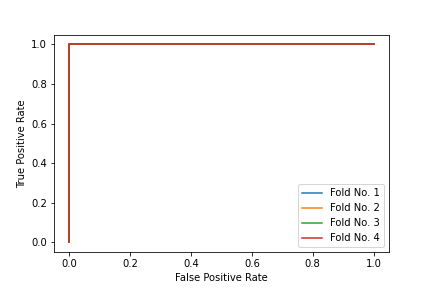 1.0
0.8
0.6
0.4
0.2
0.0
True Positive Rate
Fold No. 1
Fold No. 2
Fold No. 3
Fold No. 4
0.0 0.2 0.4 0.6 0.8 1.0
False Positive Rate